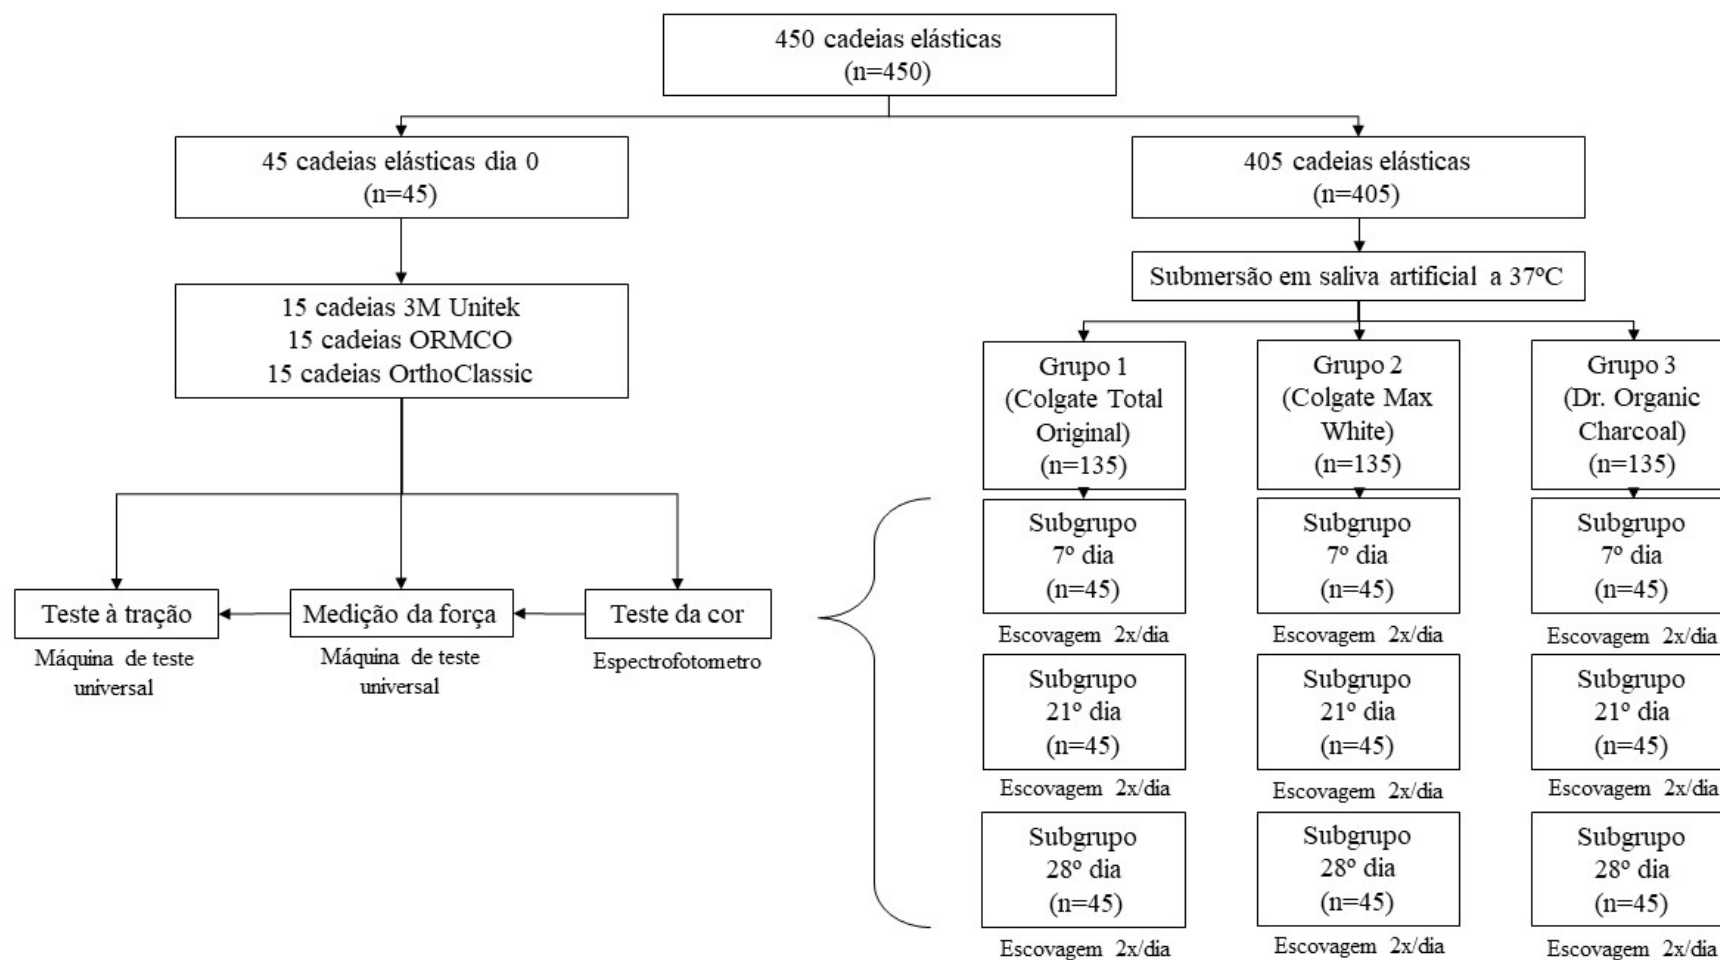 450 cadeias elásticas
(n=450)
45 cadeias elásticas dia 0
(n=45)
405 cadeias elásticas
(n=405)
15 cadeias 3M Unitek
15 cadeias ORMCO
15 cadeias OrthoClassic
Submersão em saliva artificial a 37ºC
Teste à tração
Máquina de teste
universal
Medição da força
Máquina de teste
universal
Teste da cor
Espectrofotometro
Grupo 1
(Colgate Total
Original)
(n=135)
Subgrupo
7º dia
(n=45)
Escovagem 2x/dia
Subgrupo
21º dia
(n=45)
Escovagem 2x/dia
Subgrupo
28º dia
(n=45)
Escovagem 2x/dia
Grupo 2
(Colgate Max
White)
(n=135)
Subgrupo
7º dia
(n=45)
Escovagem 2x/dia
Subgrupo
21º dia
(n=45)
Escovagem 2x/dia
Subgrupo
28º dia
(n=45)
Escovagem 2x/dia
Grupo 3
(Dr. Organic
Charcoal)
(n=135)
Subgrupo
7º dia
(n=45)
Escovagem 2x/dia
Subgrupo
21º dia
(n=45)
Escovagem 2x/dia
Subgrupo
28º dia
(n=45)
Escovagem 2x/dia